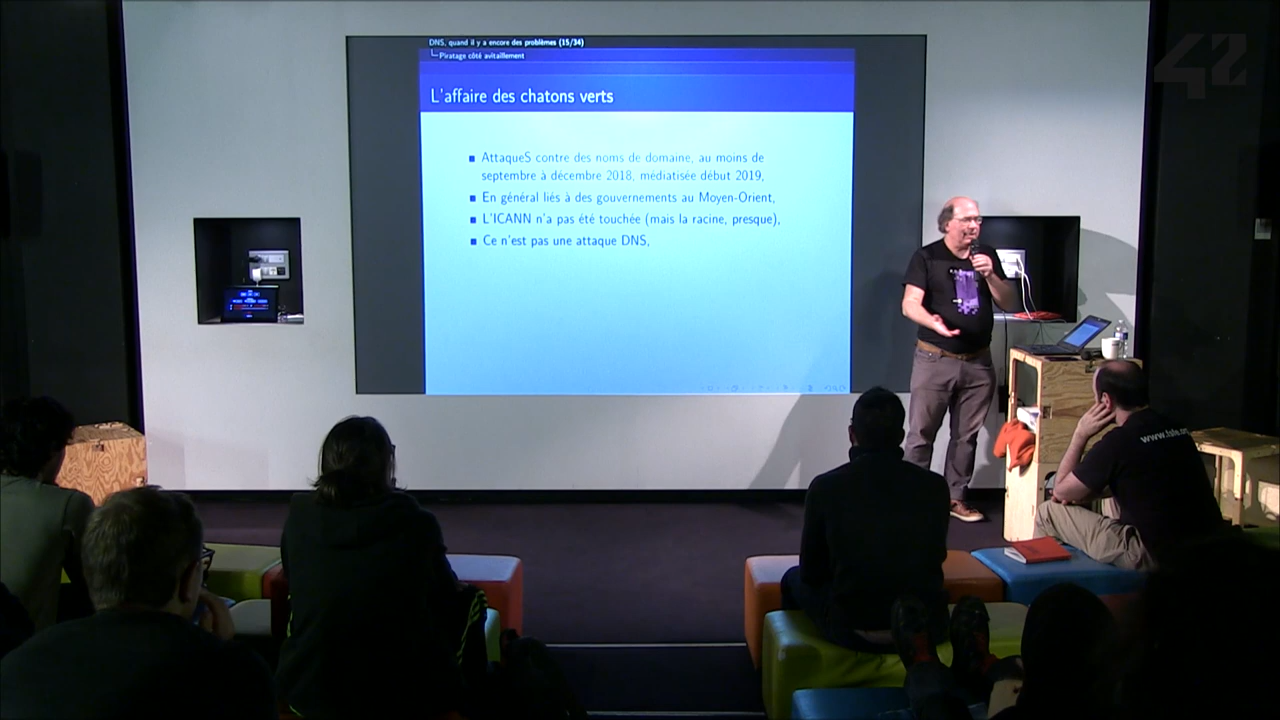 42
DNS, quand il y a encore des problèmes (15/34)
Piratage côté avitaillement
L'affaire des chatons verts
AttaqueS contre des noms de domaine, au moins de
septembre à décembre 2018, médiatisée début 2019,
En général liés à des gouvernements au Moyen-Orient,
L'ICANN n'a pas été touchée (mais la racine, presque),
Ce n'est pas une attaque DNS,